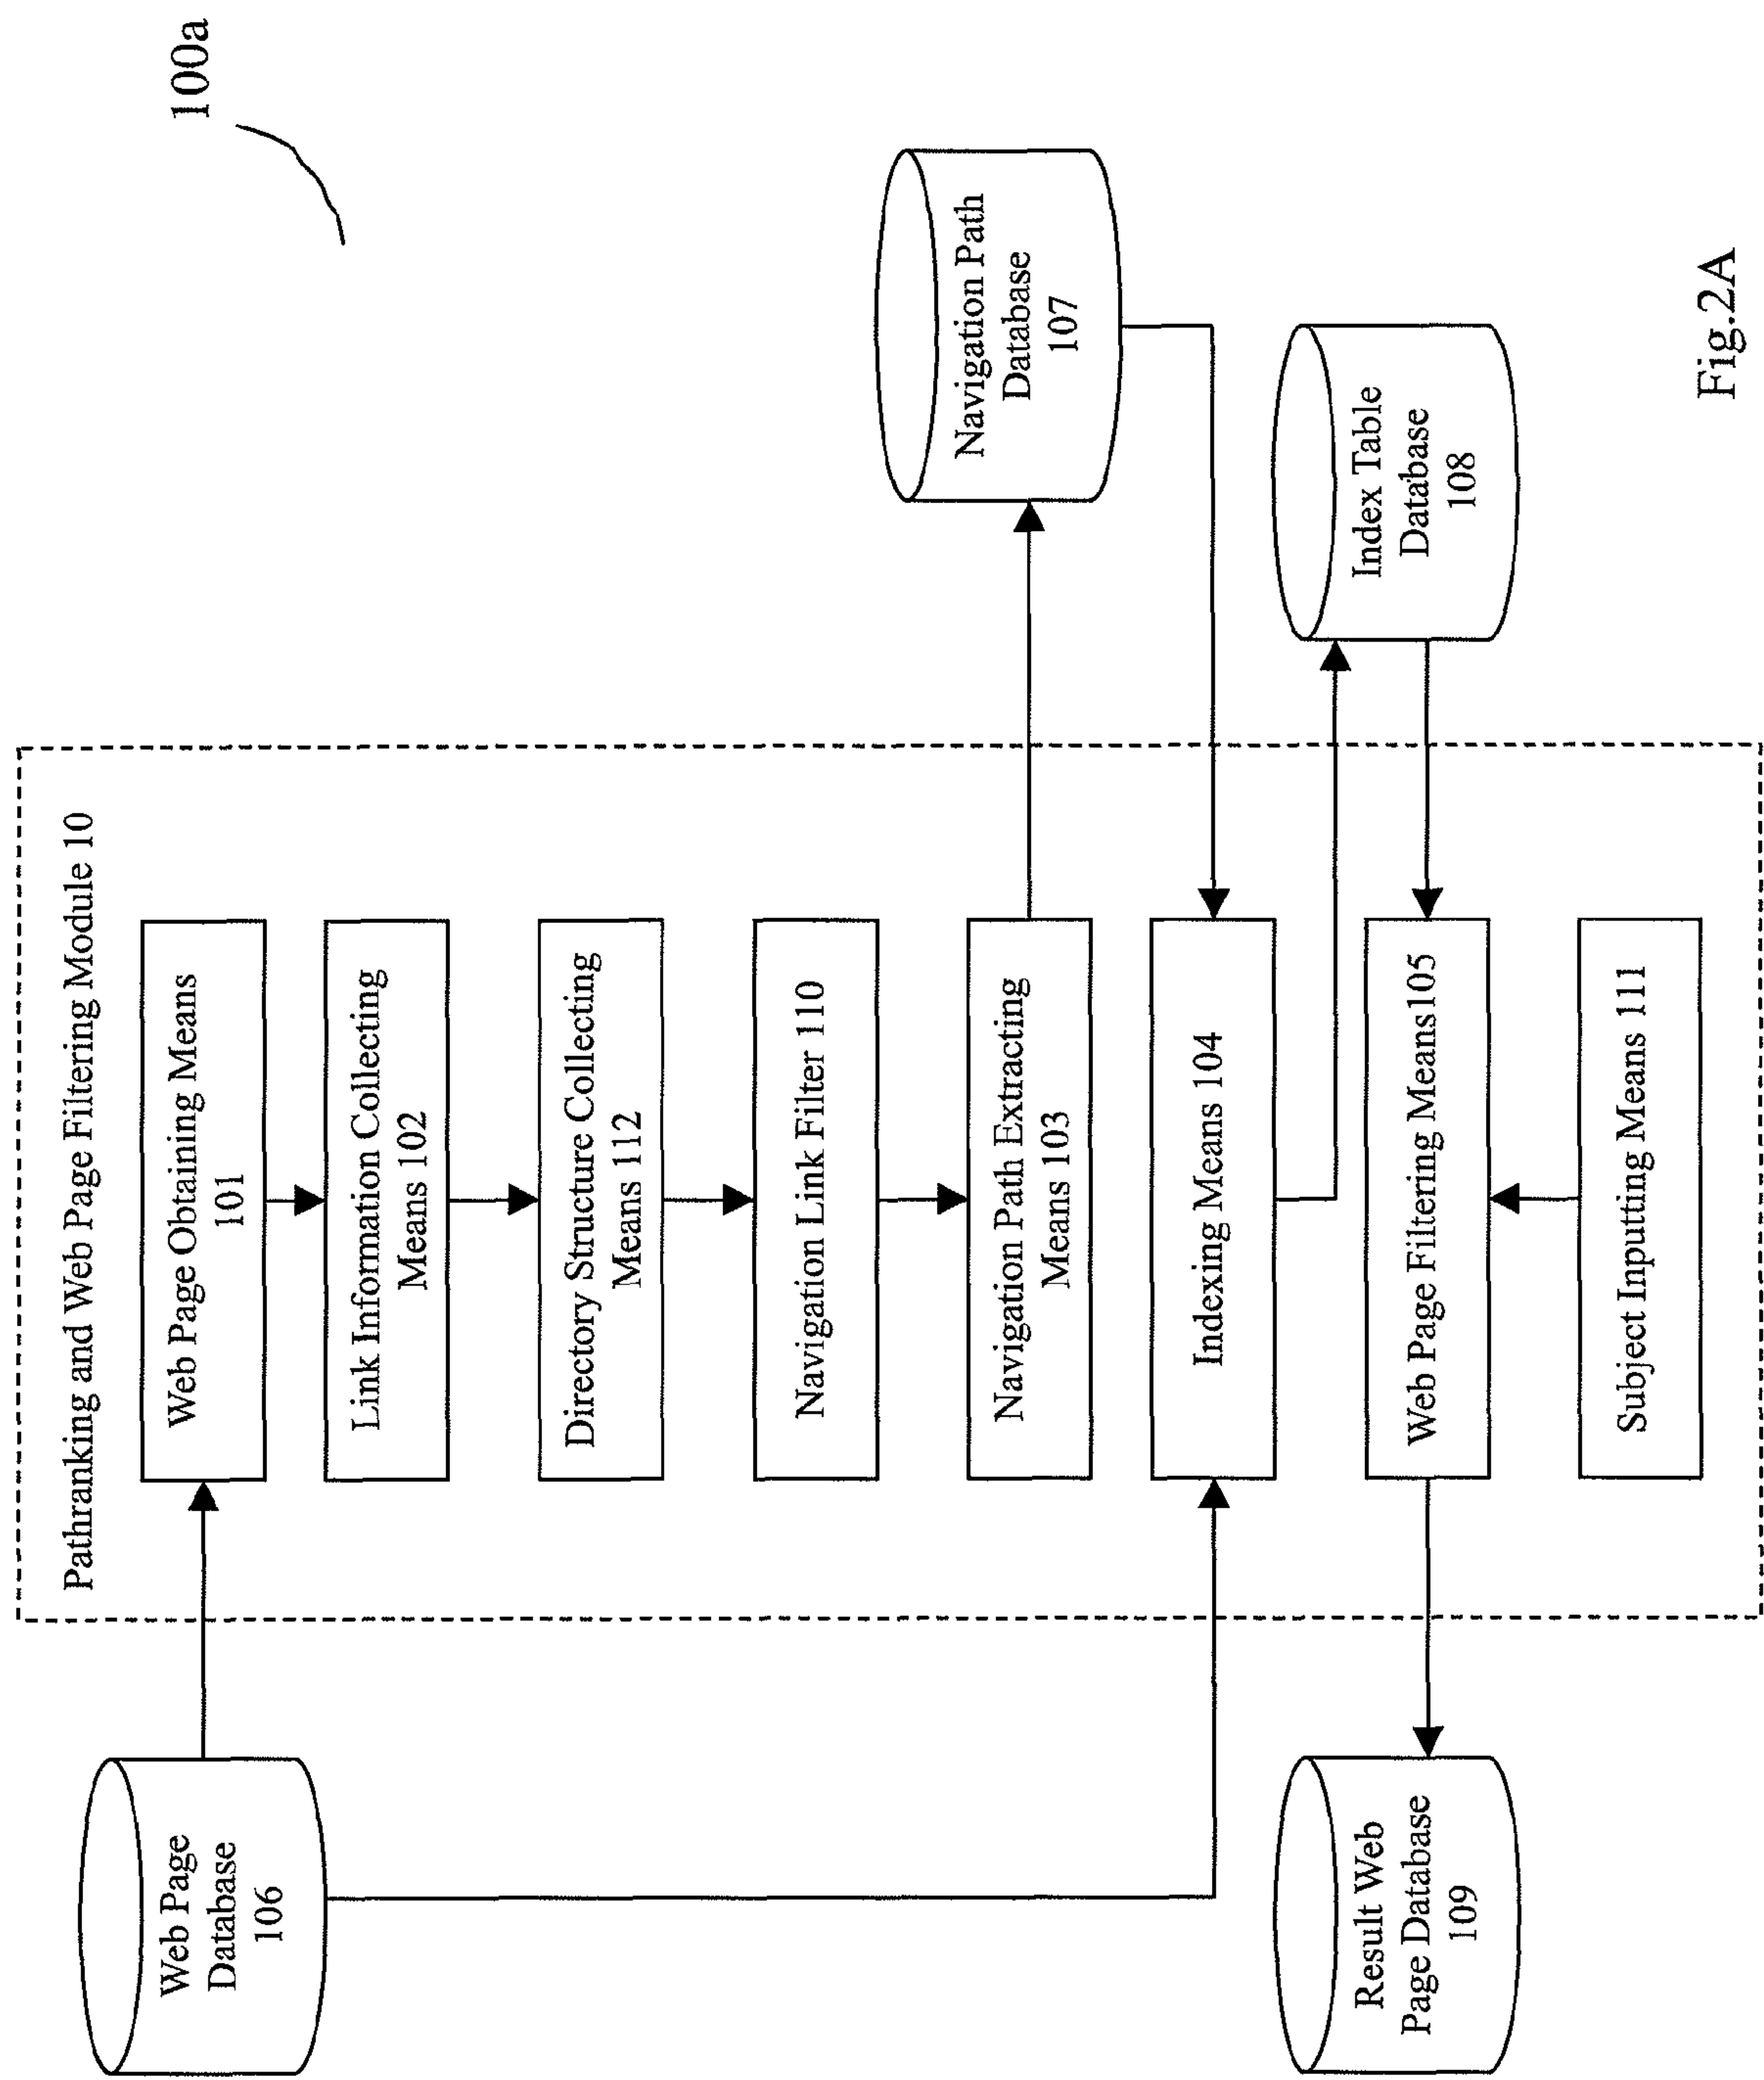 100a
Pathranking and Web Page Filtering Module 10
Web Page
Database
106
Web Page Obtaining Means
101
Link Information Collecting
Means 102
Directory Structure Collecting
Means 112
Navigation Link Filter 110
Navigation Path Extracting
Means 103
Navigation Path
Database
107
Indexing Means 104
Index Table
Database
108
Result Web
Page Database
109
Web Page Filtering Means105
Subject Inputting Means 111
Fig.2A